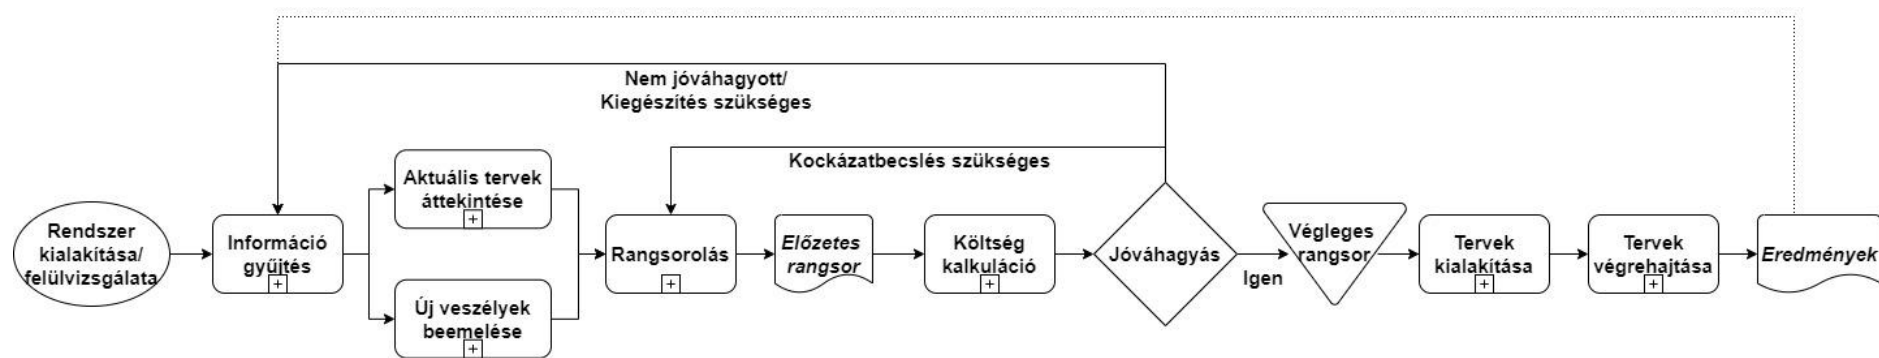 Nem jóváhagyott/
Kiegészítés szükséges
Kockázatbecslés szükséges
Rendszer
kialakítása/
felülvizsgálata
Információ
gyűjtés
Aktuális tervek
áttekintése
Új veszélyek
beemelése
Rangsorolás
Előzetes
rangsor
Költség
kalkuláció
Jóváhagyás
Igen
Végleges
rangsor
Tervek
kialakítása
Tervek
végrehajtása
Eredmények